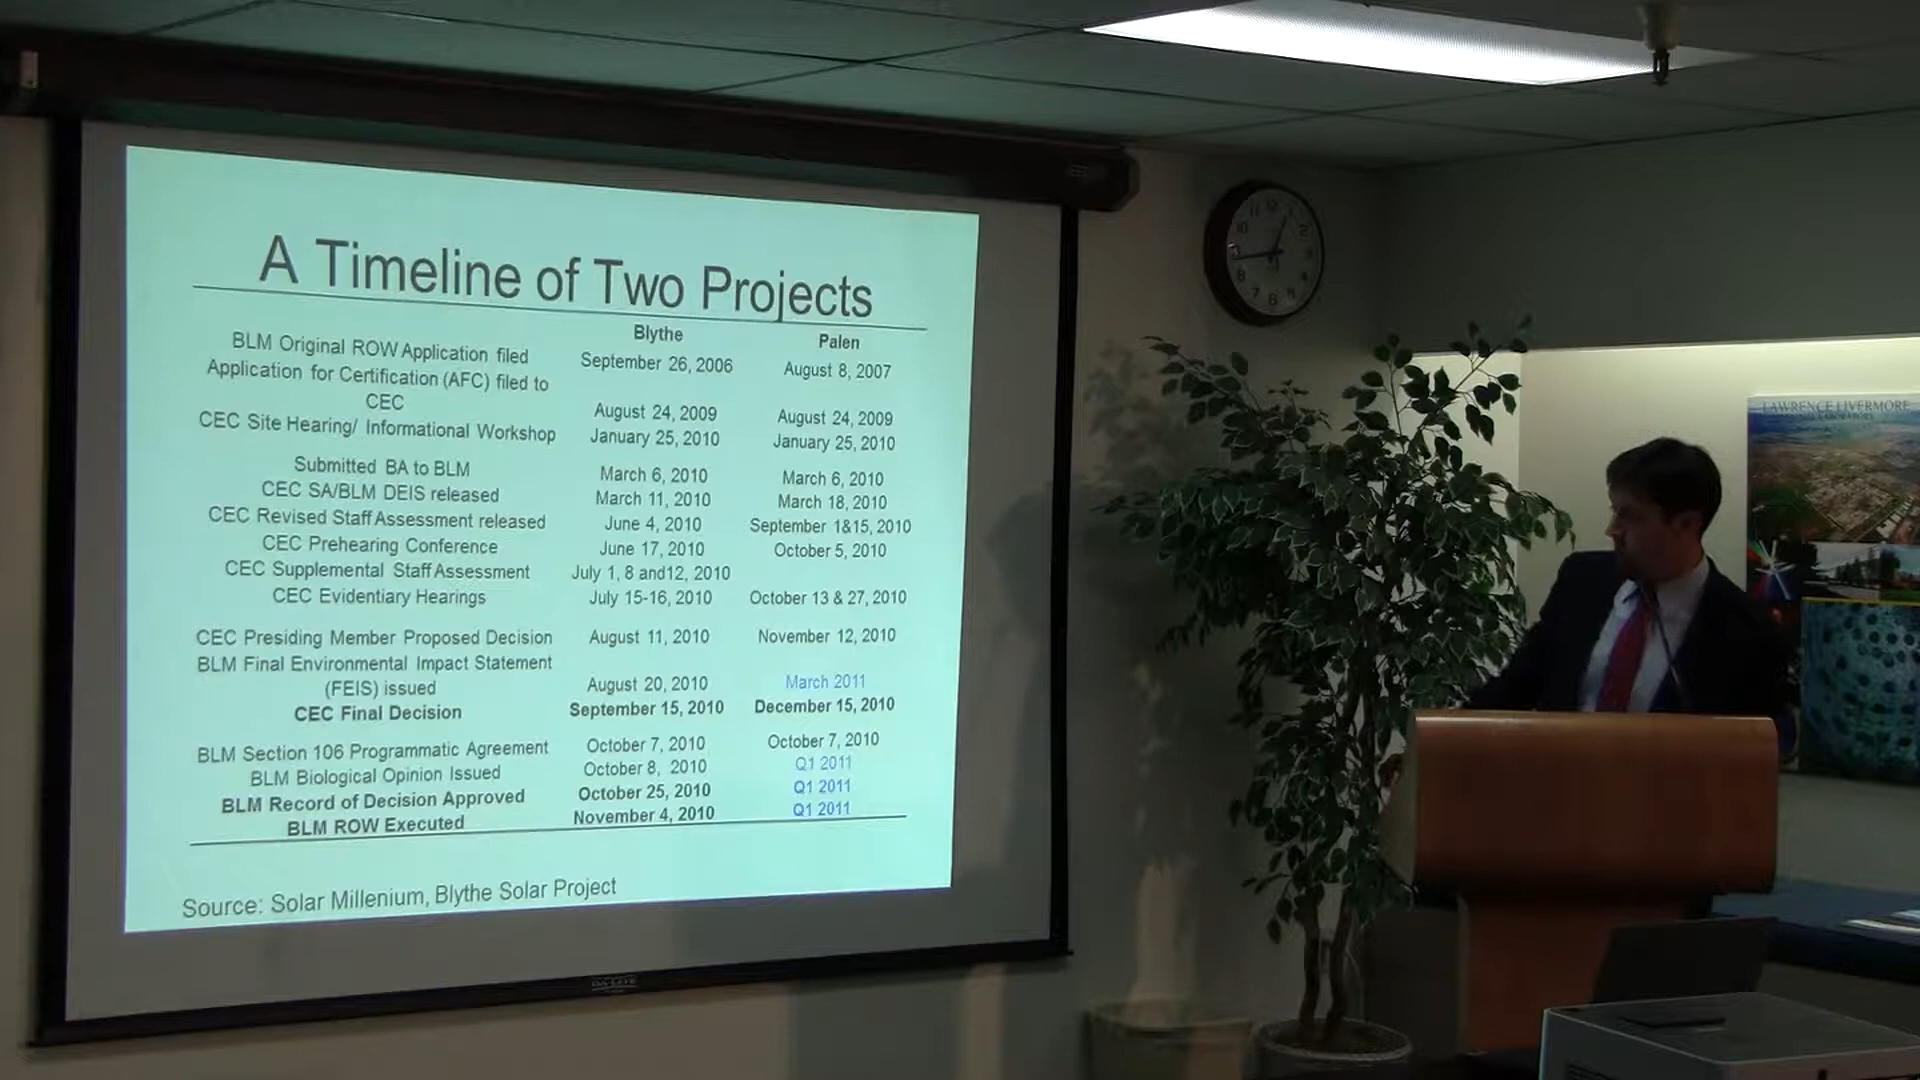 A Timeline of Two Projects
Blythe Palen
BLM Original ROW Application filed September 26, 2006 August 8, 2007
Application for Certification (AFC) filed to
CEC August 24, 2009 August 24, 2009
CEC Site Hearing/ Informational Workshop January 25, 2010 January 25, 2010
Submitted BA to BLM March 6, 2010 March 6, 2010
CEC SA/BLM DEIS released March 11, 2010 March 18, 2010
CEC Revised Staff Assessment released June 4, 2010 September 1&15, 2010
CEC Prehearing Conference June 17, 2010 October 5, 2010
CEC Supplemental Staff Assessment July 1, 8 and12, 2010
CEC Evidentiary Hearings July 15-16, 2010 October 13 & 27, 2010
CEC Presiding Member Proposed Decision August 11, 2010 November 12, 2010
BLM Final Environmental Impact Statement
(FEIS) issued August 20, 2010 March 2011
CEC Final Decision September 15, 2010 December 15, 2010
BLM Section 106 Programmatic Agreement October 7, 2010 October 7, 2010
BLM Biological Opinion Issued October 8, 2010 Q1 2011
BLM Record of Decision Approved October 25, 2010 Q1 2011
BLM ROW Executed November 4, 2010 Q1 2011
Source: Solar Millenium, Blythe Solar Project
LAWRENCE LIVERMORE
DA-LITE